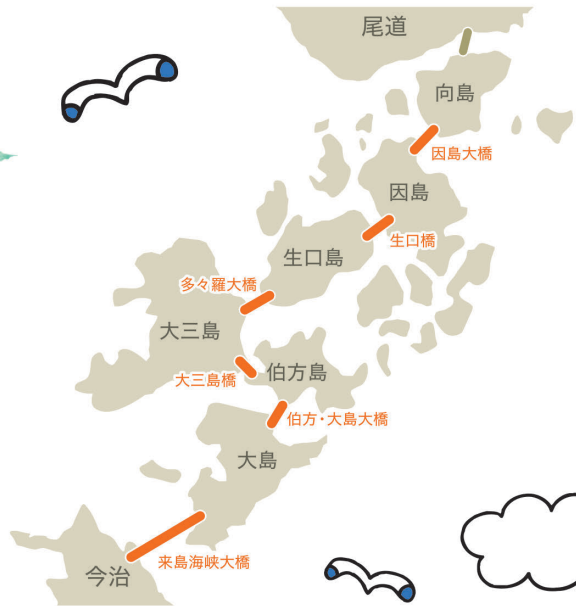 尾道
向島
因島大橋
因島
生口橋
生口島
多々羅大橋
大三島
大三島橋
伯方島
伯方・大島大橋
大島
来島海峡大橋
今治